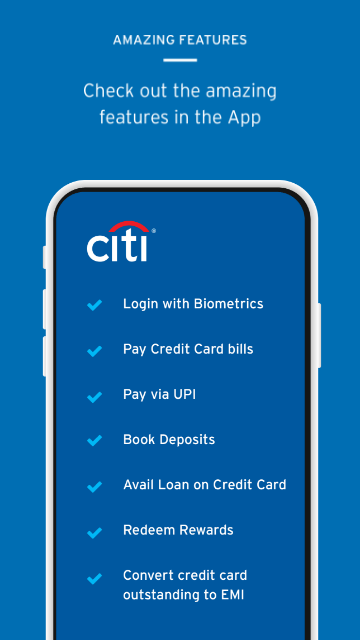 AMAZING FEATURES
Check out the amazing
features in the App
citi®
Login with Biometrics
Pay Credit Card bills
Pay via UPI
Book Deposits
Avail Loan on Credit Card
Redeem Rewards
Convert credit card
outstanding to EMI